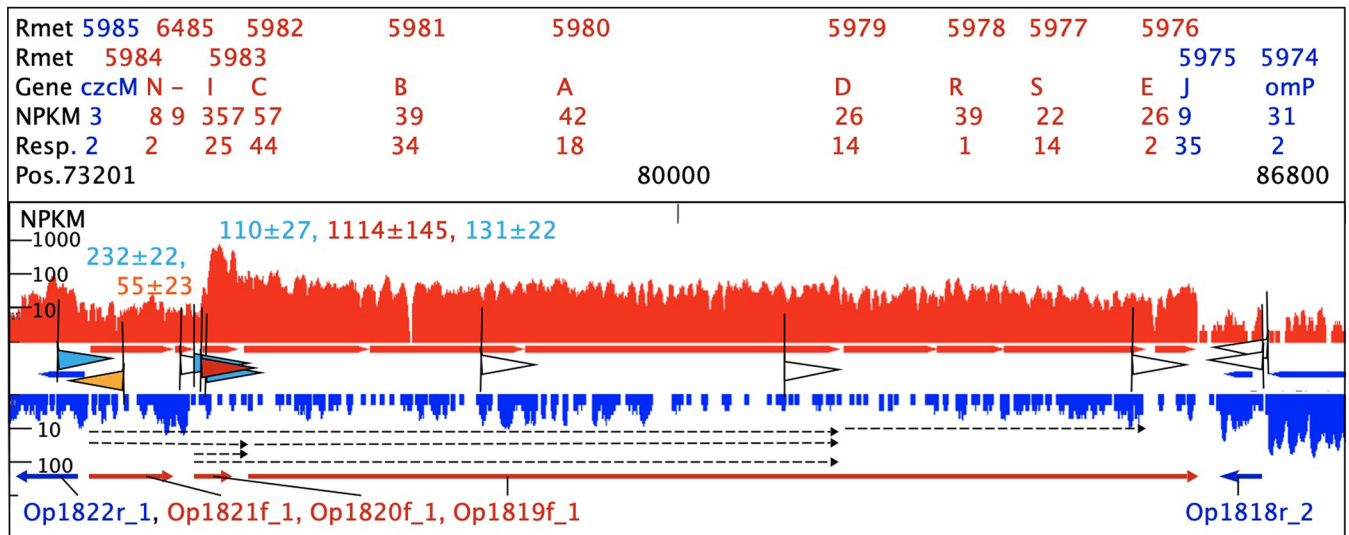 Rmet 5985 6485 5982 5981 5980 5979 5978 5977 5976
Rmet 5984 5983 5975 5974
Gene czcM N – I C B A D R S E J omP
NPKM 3 8 9 357 57 39 42 26 39 22 26 9 31
Resp. 2 2 25 44 34 18 14 1 14 2 35 2
Pos.73201 80000 86800
NPKM
110±27, 1114±145, 131±22
1000
232±22,
100
55±23
10
10
100
Op1822r_1, Op1821f_1, Op1820f_1, Op1819f_1 Op1818r_2